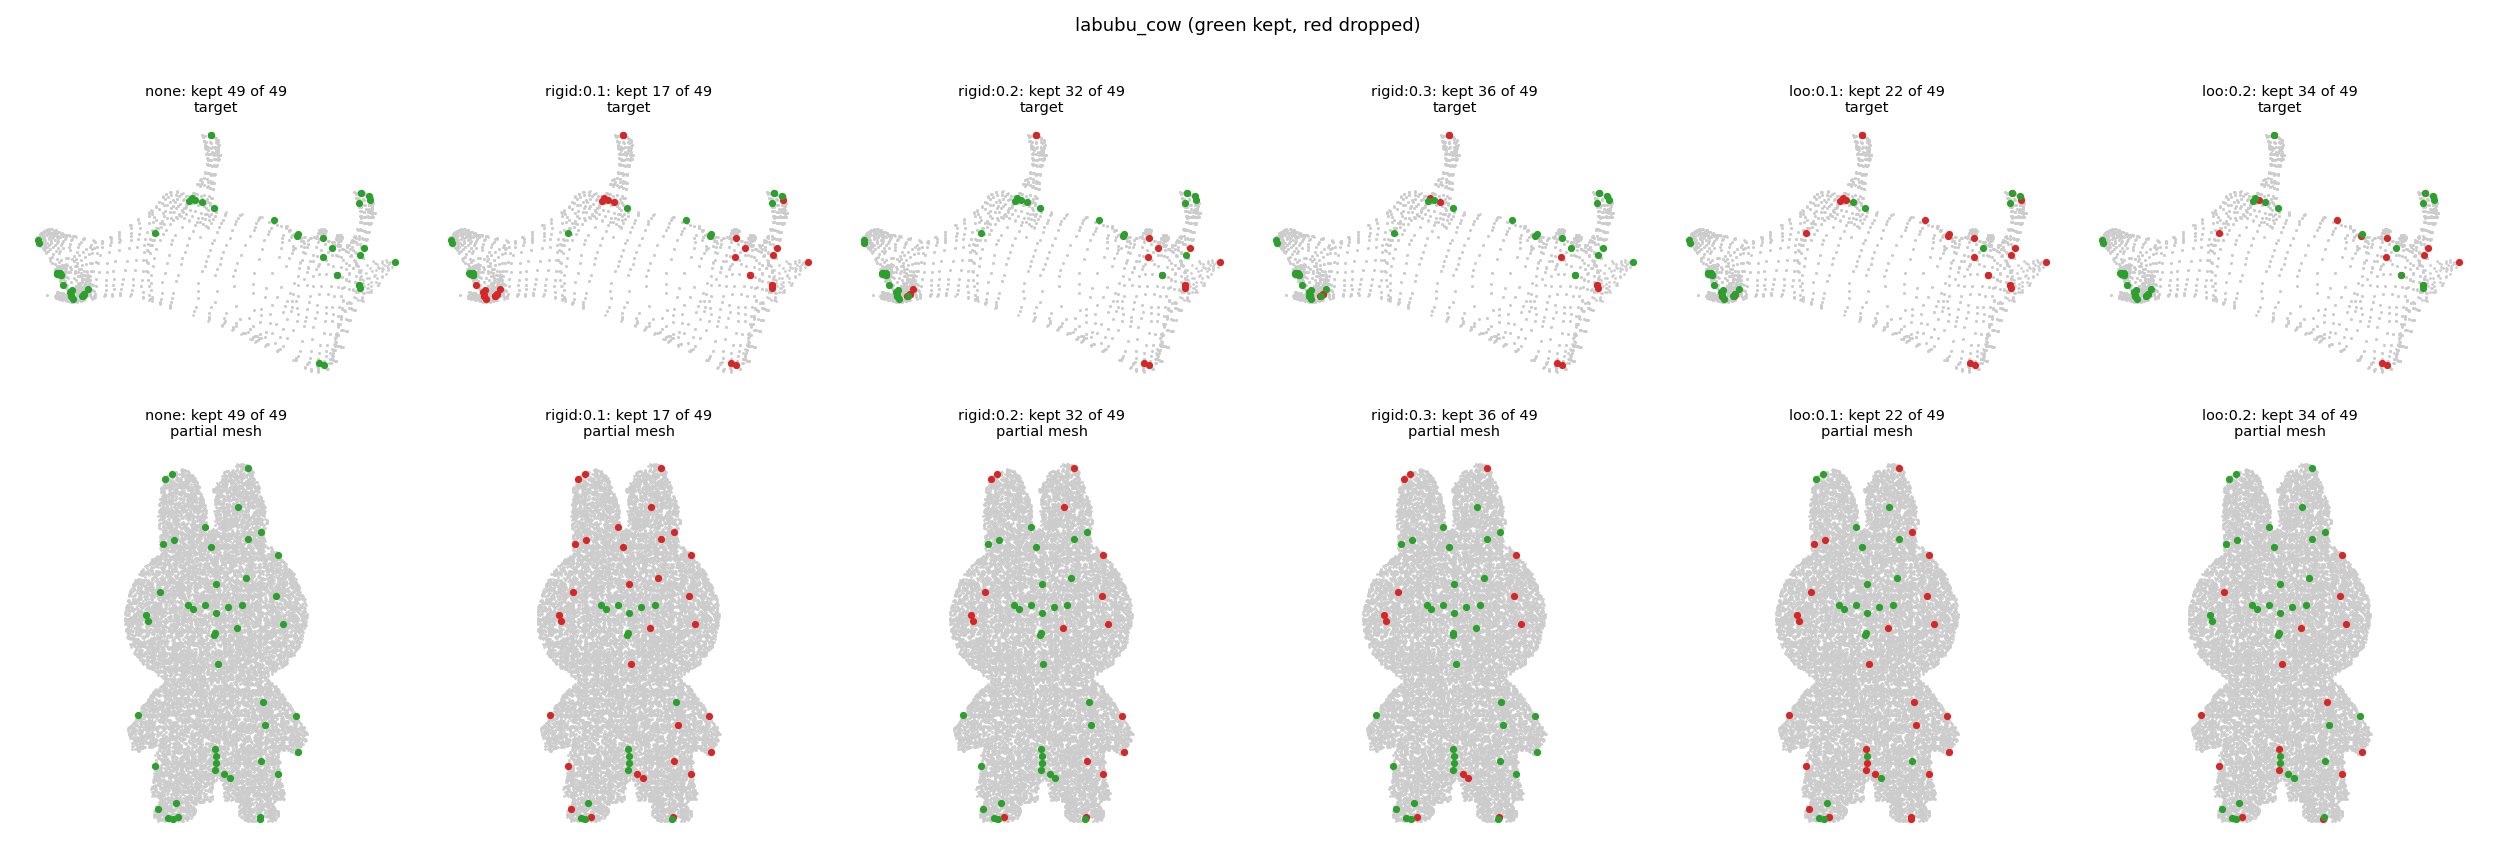 labubu_cow (green kept, red dropped)
none: kept 49 of 49
target
rigid:0.1: kept 17 of 49
target
rigid:0.2: kept 32 of 49
target
rigid:0.3: kept 36 of 49
target
loo:0.1: kept 22 of 49
target
loo:0.2: kept 34 of 49
target
none: kept 49 of 49
partial mesh
rigid:0.1: kept 17 of 49
partial mesh
rigid:0.2: kept 32 of 49
partial mesh
rigid:0.3: kept 36 of 49
partial mesh
loo:0.1: kept 22 of 49
partial mesh
loo:0.2: kept 34 of 49
partial mesh